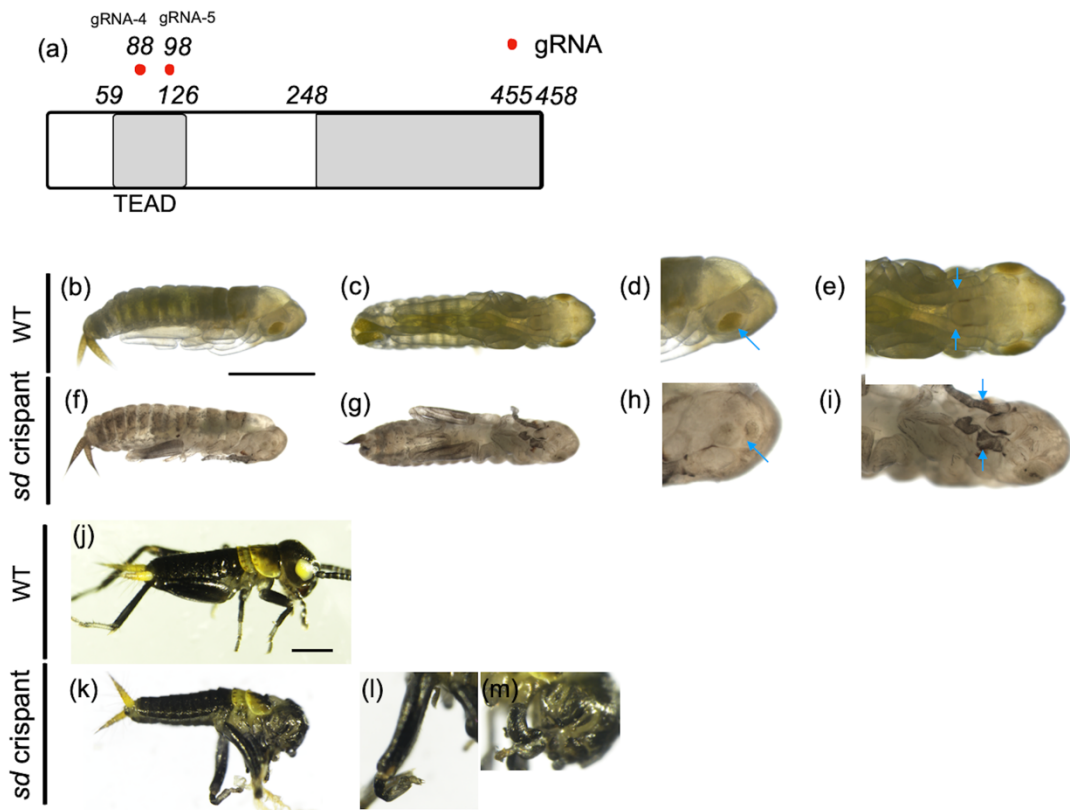 gRNA-4 gRNA-5
(a) 88 98 gRNA
59 126 248 455 458
TEAD
WT
(b) (c) (d) (e)
sd crispant
(f) (g) (h) (i)
WT
(j)
sd crispant
(k) (l) (m)